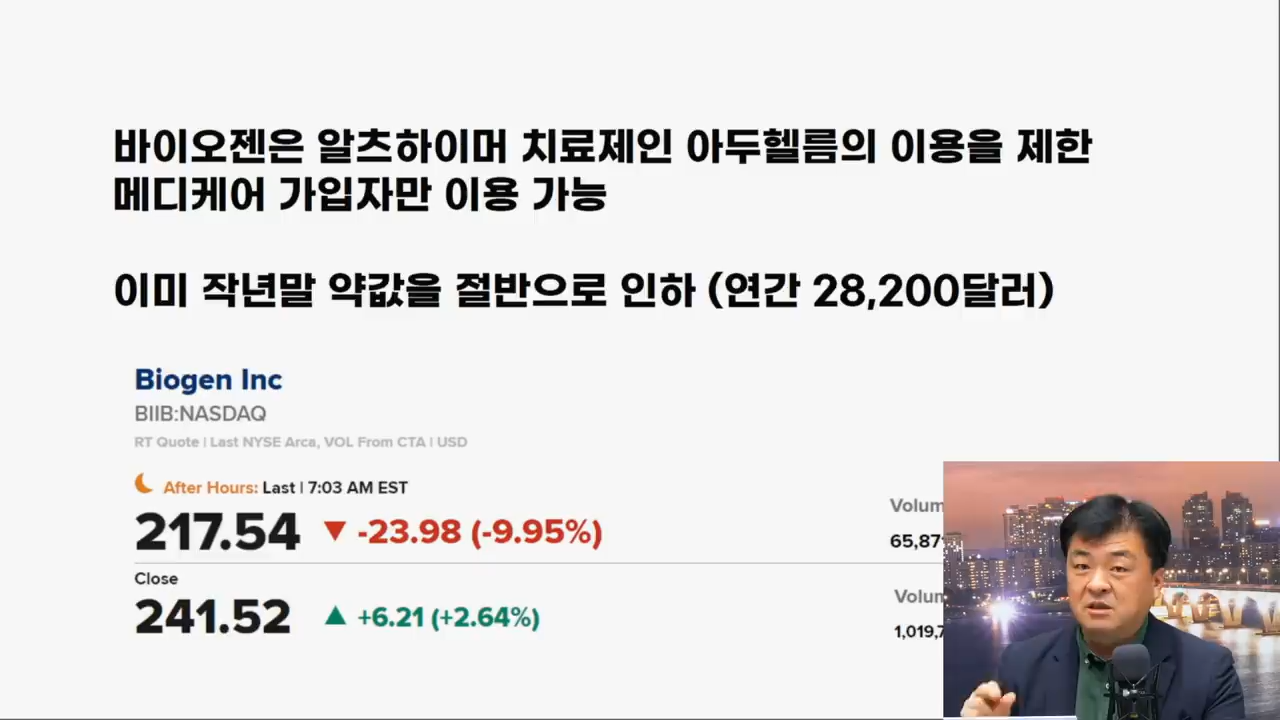 바이오젠은 알츠하이머 치료제인 아두헬름의 이용을 제한
메디케어 가입자만 이용 가능
이미 작년말 약값을 절반으로 인하 (연간 28,200달러)
Biogen Inc
BIIB:NASDAQ
RT Quote | Last NYSE Arca, VOL From CTA | USD
After Hours: Last | 7:03 AM EST
217.54 ▼ -23.98 (-9.95%)
Close
241.52 ▲ +6.21 (+2.64%)